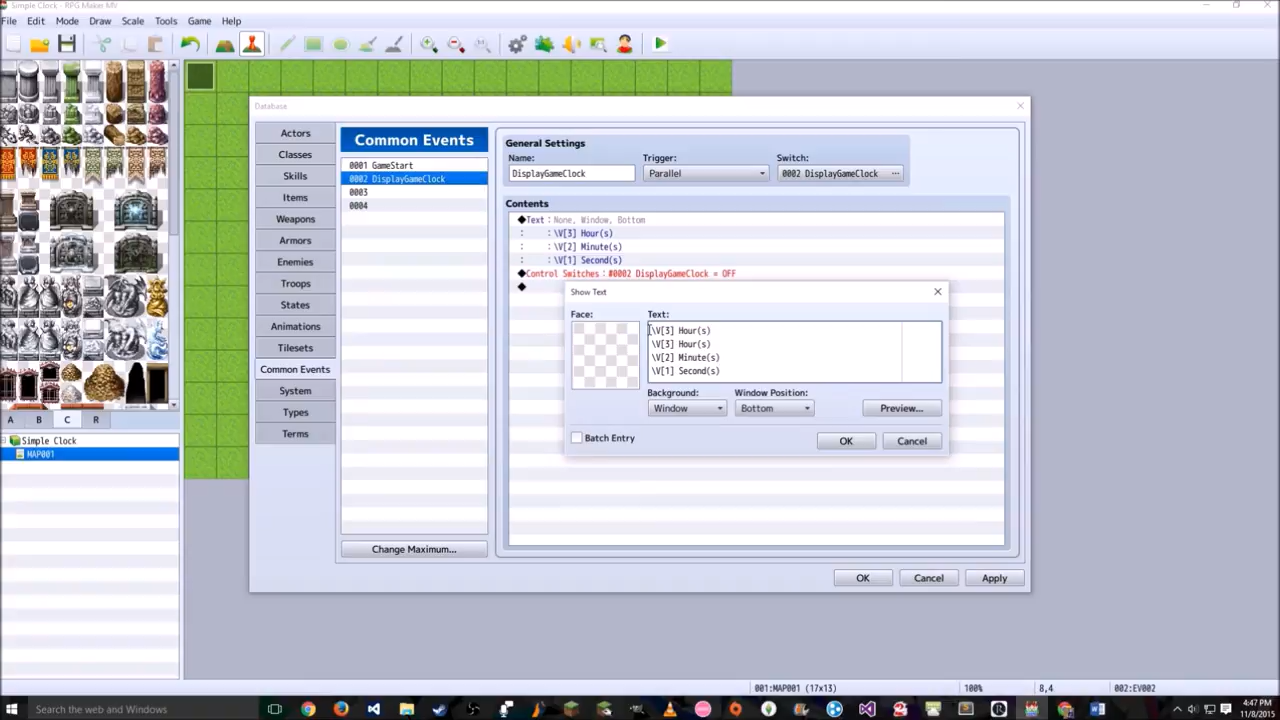 Simple Clock - RPG Maker MV
File Edit Mode Draw Scale Tools Game Help
Database
Actors
Classes
Skills
Items
Weapons
Armors
Enemies
Troops
States
Animations
Tilesets
Common Events
System
Types
Terms
Common Events
0001 GameStart
0002 DisplayGameClock
0003
0004
Change Maximum...
General Settings
Name: Trigger: Switch:
DisplayGameClock Parallel 0002 DisplayGameClock ...
Contents
◆Text : None, Window, Bottom
: : \V[3] Hour(s)
: : \V[2] Minute(s)
: : \V[1] Second(s)
◆Control Switches : #0002 DisplayGameClock = OFF
◆
Show Text
Face: Text:
\V[3] Hour(s)
\V[3] Hour(s)
\V[2] Minute(s)
\V[1] Second(s)
Background: Window Position:
Window Bottom Preview...
Batch Entry OK Cancel
OK Cancel Apply
A B C R
Simple Clock
MAP001
001:MAP001 (17x13) 100% 8,4 002:EV002
Search the web and Windows
4:47 PM
11/8/2015